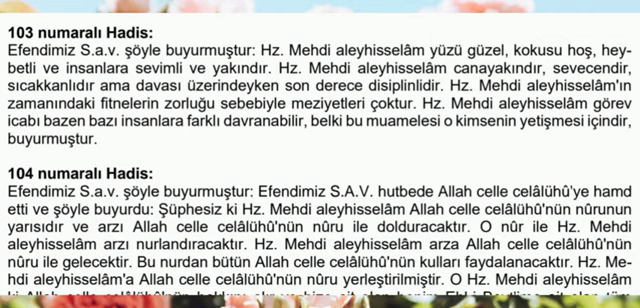 103 numaralı Hadis:
Efendimiz S.a.v. şöyle buyurmuştur: Hz. Mehdi aleyhisselâm yüzü güzel, kokusu hoş, hey-
betli ve insanlara sevimli ve yakındır. Hz. Mehdi aleyhisselâm canayakındır, sevecendir,
sıcakkanlıdır ama davası üzerindeyken son derece disiplinlidir. Hz. Mehdi aleyhisselâm'ın
zamanındaki fitnelerin zorluğu sebebiyle meziyetleri çoktur. Hz. Mehdi aleyhisselâm görev
icabı bazen bazı insanlara farklı davranabilir, belki bu muamelesi o kimsenin yetişmesi içindir,
buyurmuştur.
104 numaralı Hadis:
Efendimiz S.a.v. şöyle buyurmuştur: Efendimiz S.A.V. hutbede Allah celle celâlühû'ye hamd
etti ve şöyle buyurdu: Şüphesiz ki Hz. Mehdi aleyhisselâm Allah celle celâlühû'nün nûrunun
yarısıdır ve arzı Allah celle celâlühû'nün nûru ile dolduracaktır. O nûr ile Hz. Mehdi
aleyhisselâm arzı nurlandıracaktır. Hz. Mehdi aleyhisselâm arza Allah celle celâlühû'nün
nûru ile gelecektir. Bu nurdan bütün Allah celle celâlühû'nün kulları faydalanacaktır. Hz. Me-
hdi aleyhisselâm'a Allah celle celâlühû'nün nûru yerleştirilmiştir. O Hz. Mehdi aleyhisselâm